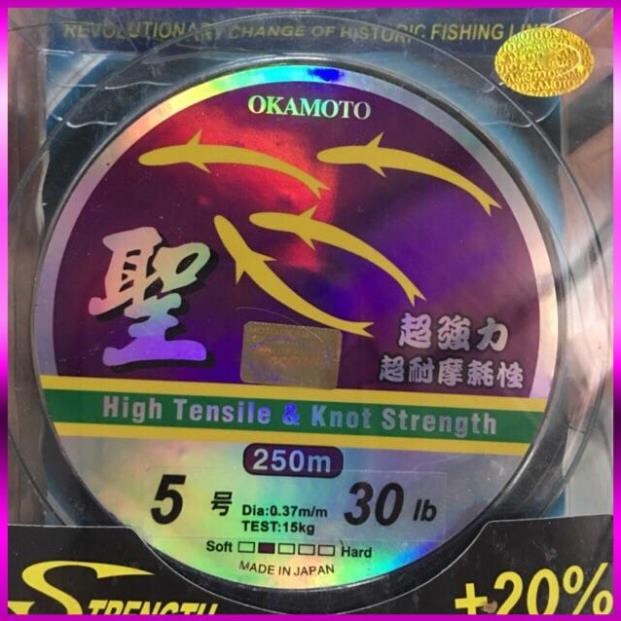 REVOLUTIONARY CHANGE OF HISTORIC FISHING LINE
OKAMOTO
聖
超強力
超耐摩耗性
High Tensile & Knot Strength
250m
5 号 Dia:0.37m/m 30 lb
TEST:15kg
Soft Hard
MADE IN JAPAN
STRENGTH +20%